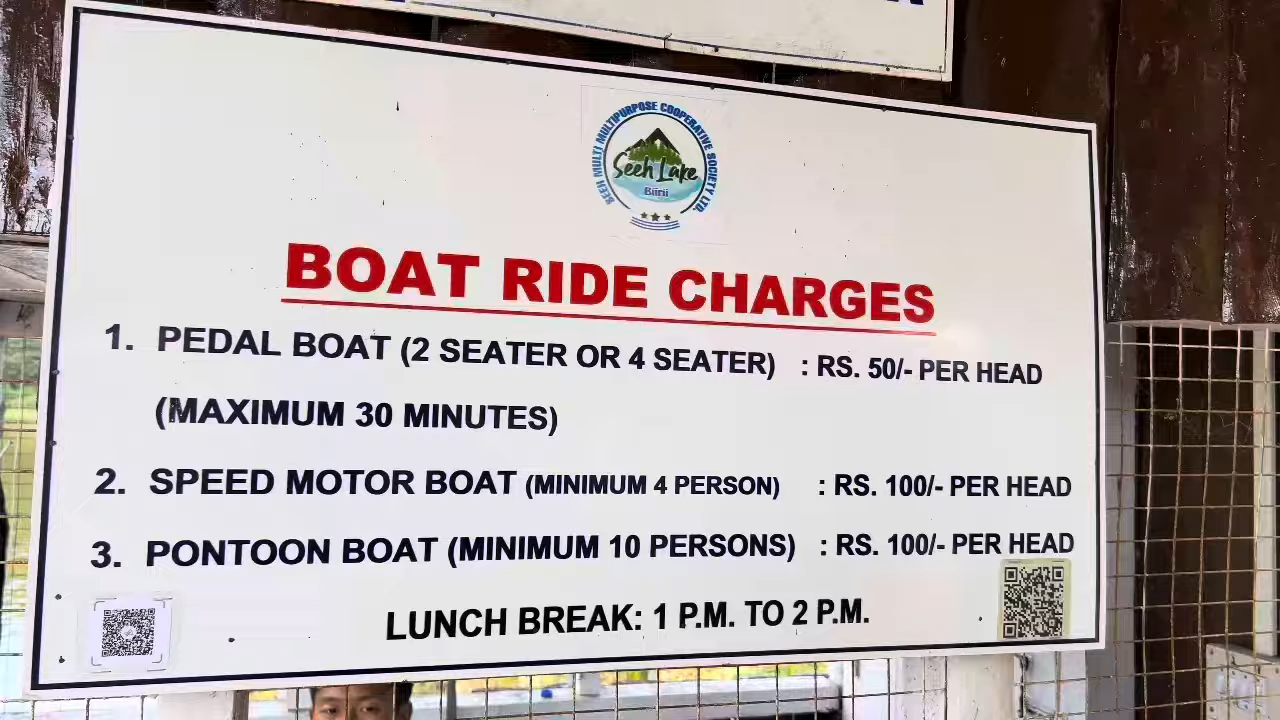 SEEH MULTI MULTIPURPOSE COOPERATIVE SOCIETY LTD.
Seeh Lake
Biirii
BOAT RIDE CHARGES
1. PEDAL BOAT (2 SEATER OR 4 SEATER) : RS. 50/- PER HEAD
(MAXIMUM 30 MINUTES)
2. SPEED MOTOR BOAT (MINIMUM 4 PERSON) : RS. 100/- PER HEAD
3. PONTOON BOAT (MINIMUM 10 PERSONS) : RS. 100/- PER HEAD
LUNCH BREAK: 1 P.M. TO 2 P.M.